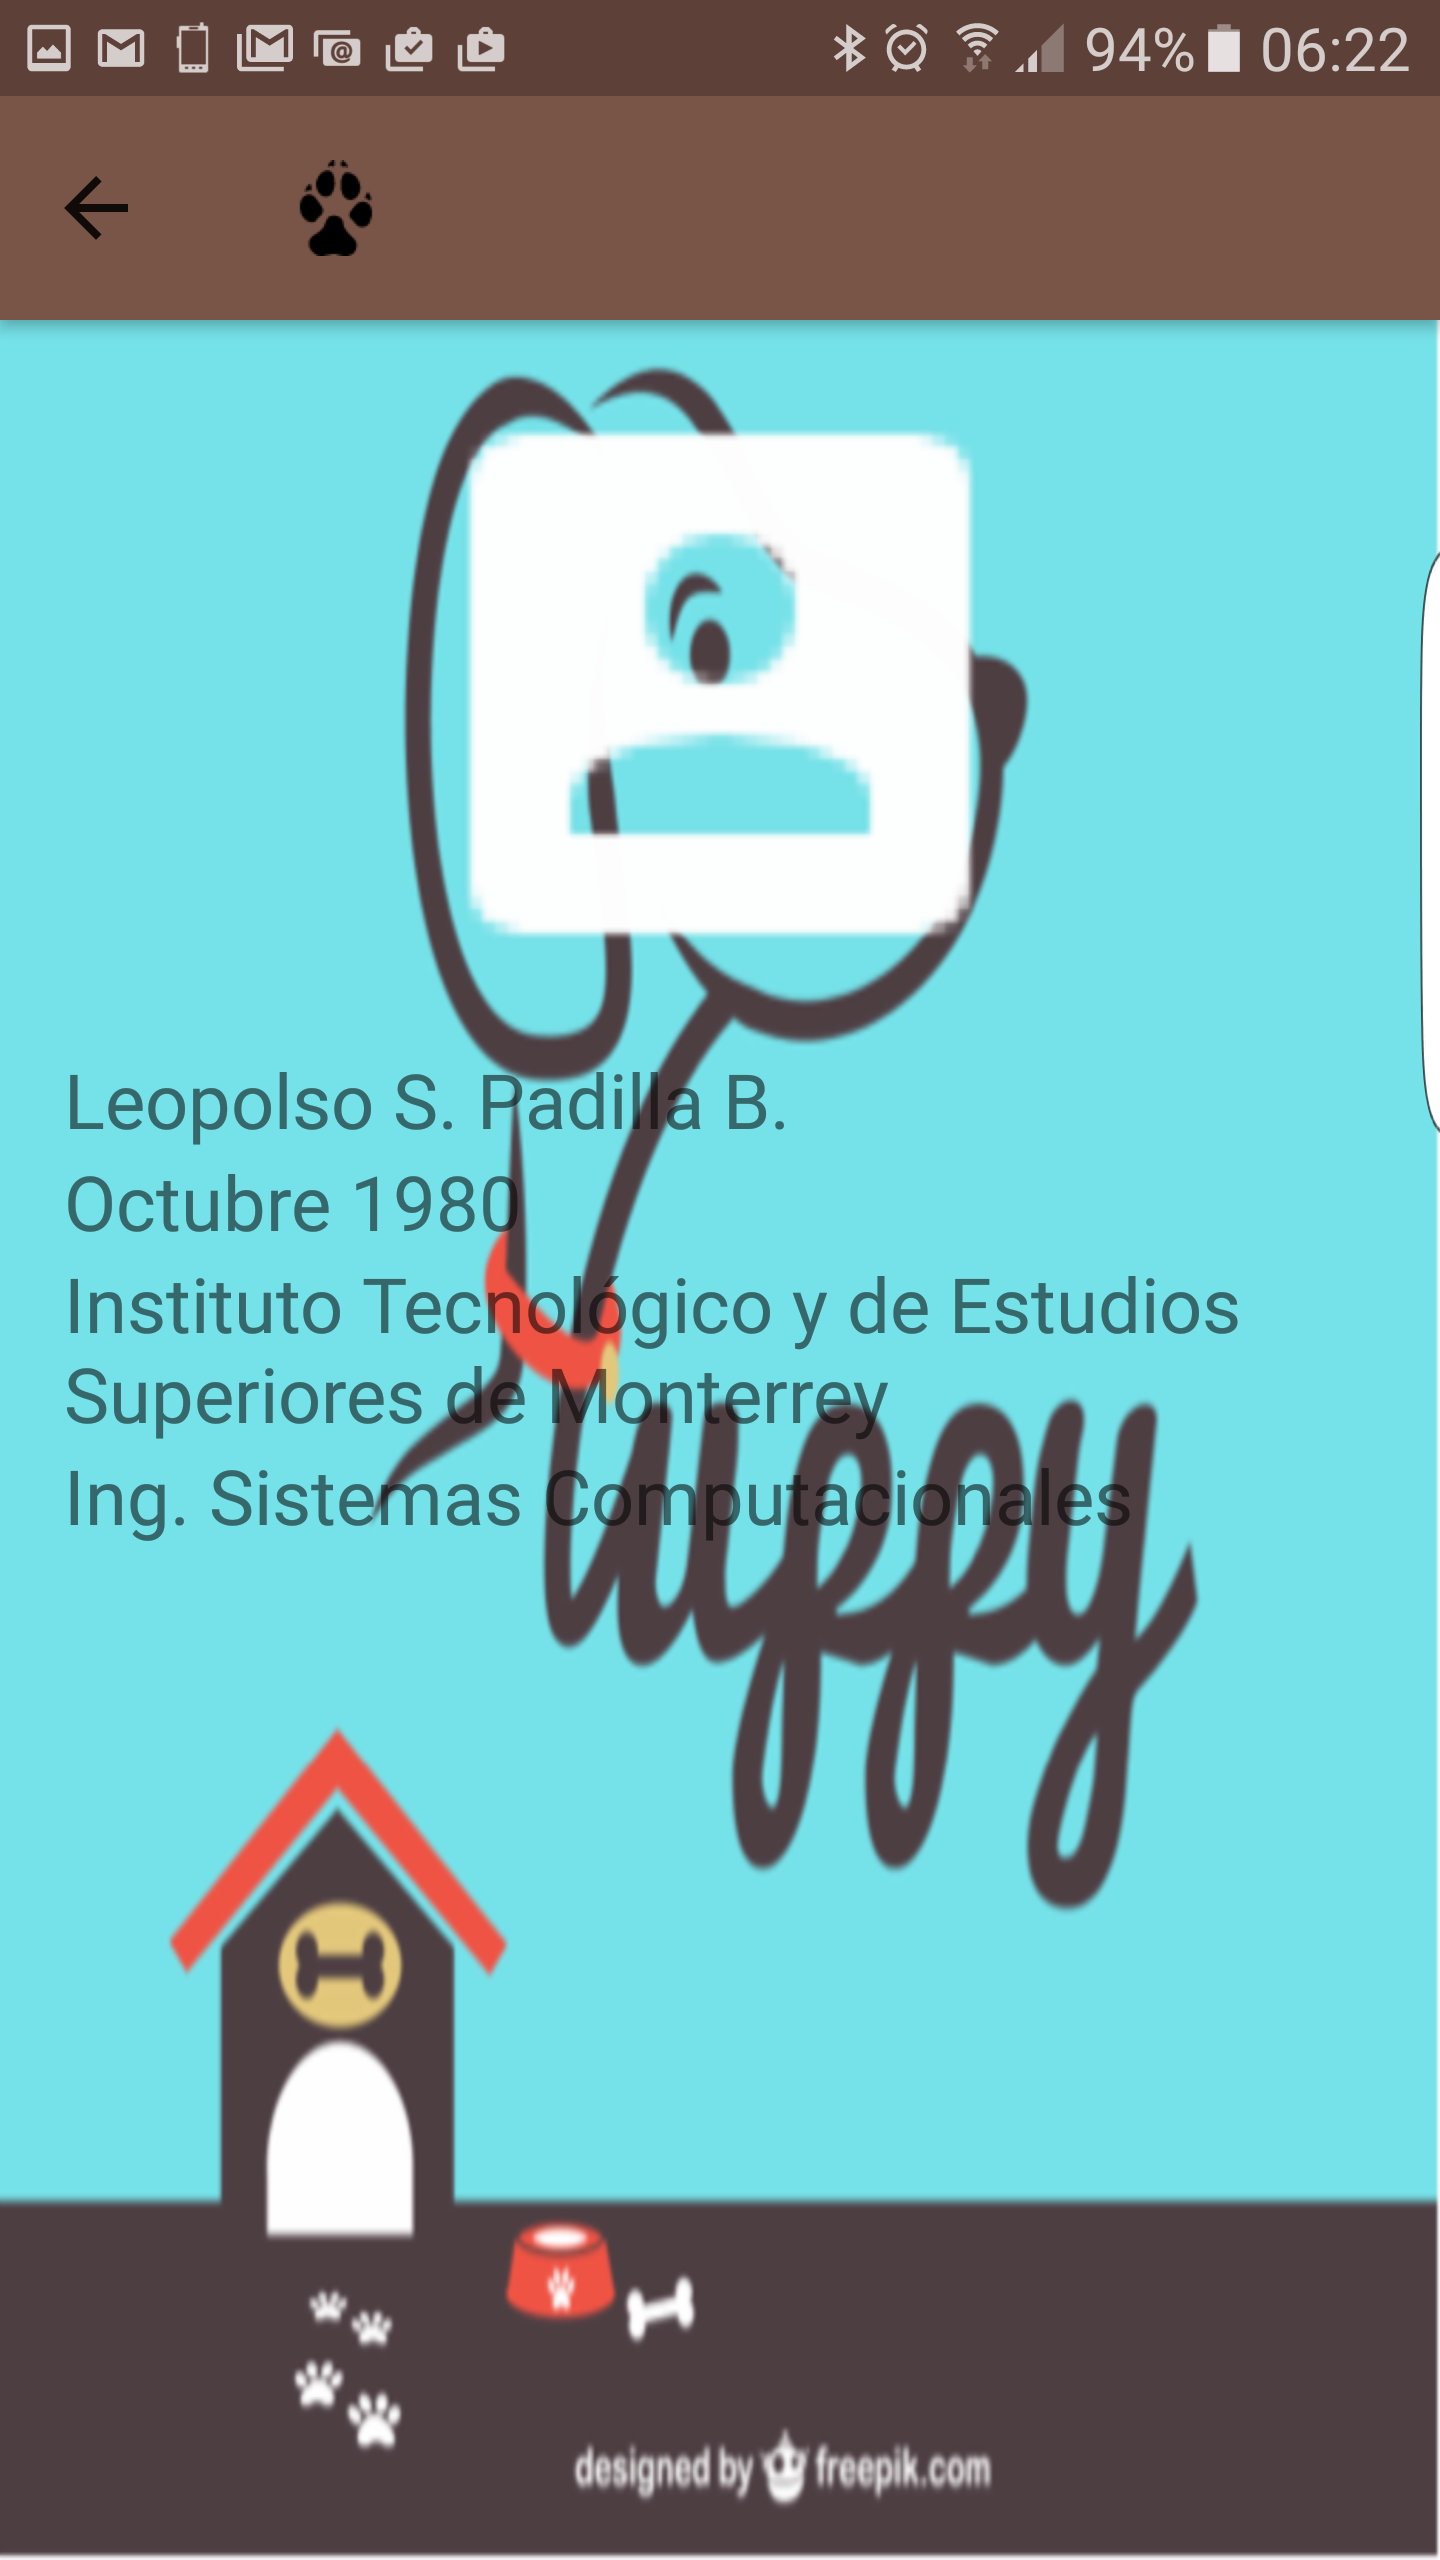 94% 06:22
Leopolso S. Padilla B.
Octubre 1980
Instituto Tecnológico y de Estudios
Superiores de Monterrey
Ing. Sistemas Computacionales
uppy
designed by freepik.com